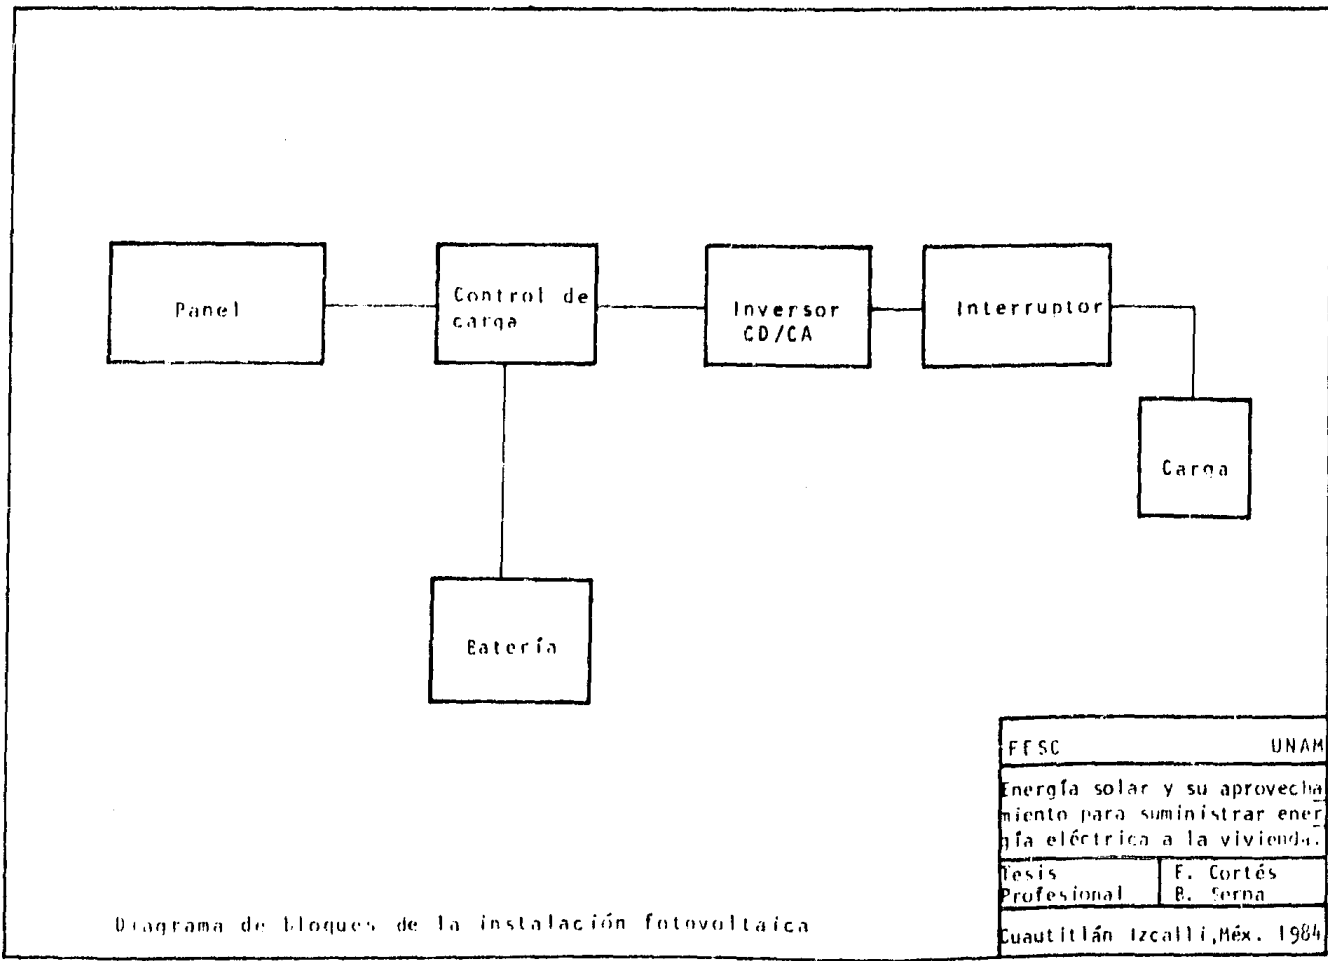 Panel
Control de
carga
Inversor
CD/CA
Interruptor
Carga
Batería
FESC UNAM
Energía solar y su aprovecha
miento para suministrar ener
gía eléctrica a la vivienda.
Tesis
Profesional
F. Cortés
B. Serna
Cuautitlán Izcalli,Méx. 1984
Diagrama de bloques de la instalación fotovoltaica